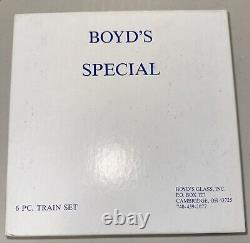 BOYD'S
SPECIAL
BOYD'S GLASS, INC.
P.O. BOX 127
CAMBRIDGE, OH 43725
740-439-2077
6 PC. TRAIN SET